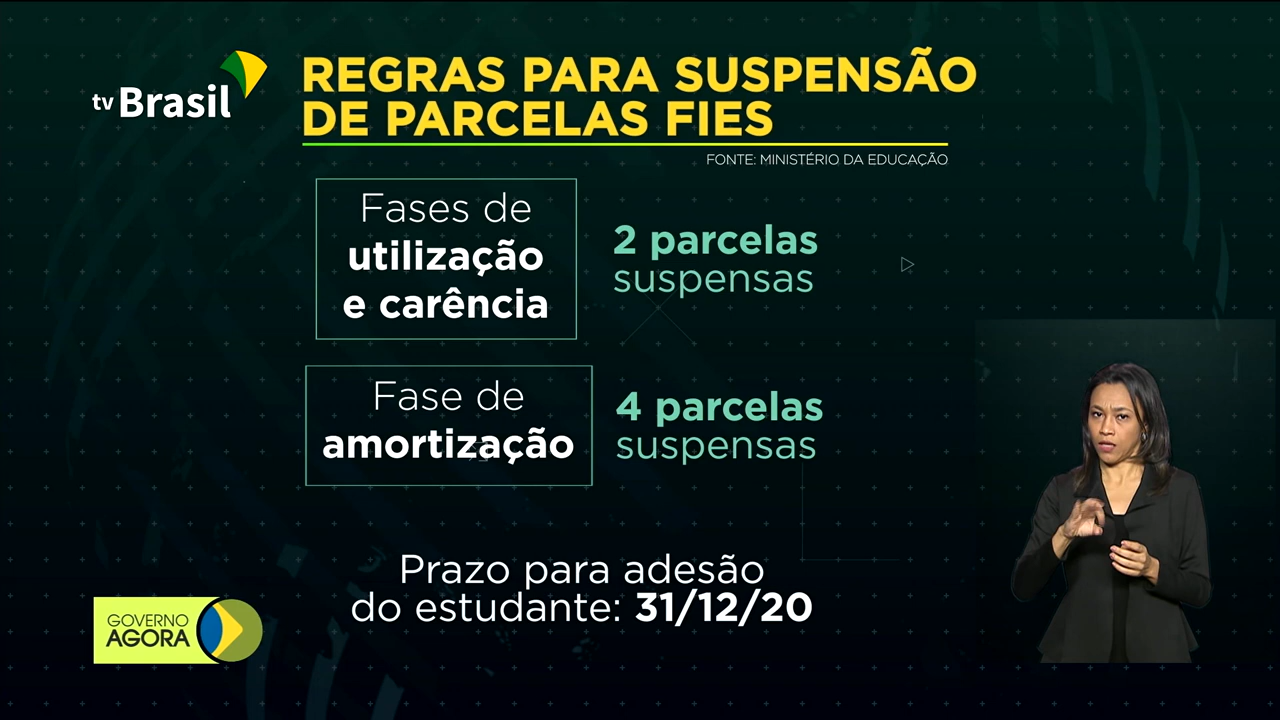 tv Brasil
REGRAS PARA SUSPENSÃO
DE PARCELAS FIES
FONTE: MINISTÉRIO DA EDUCAÇÃO
Fases de
utilização
e carência
2 parcelas
suspensas
Fase de
amortização
4 parcelas
suspensas
Prazo para adesão
do estudante: 31/12/20
GOVERNO
AGORA